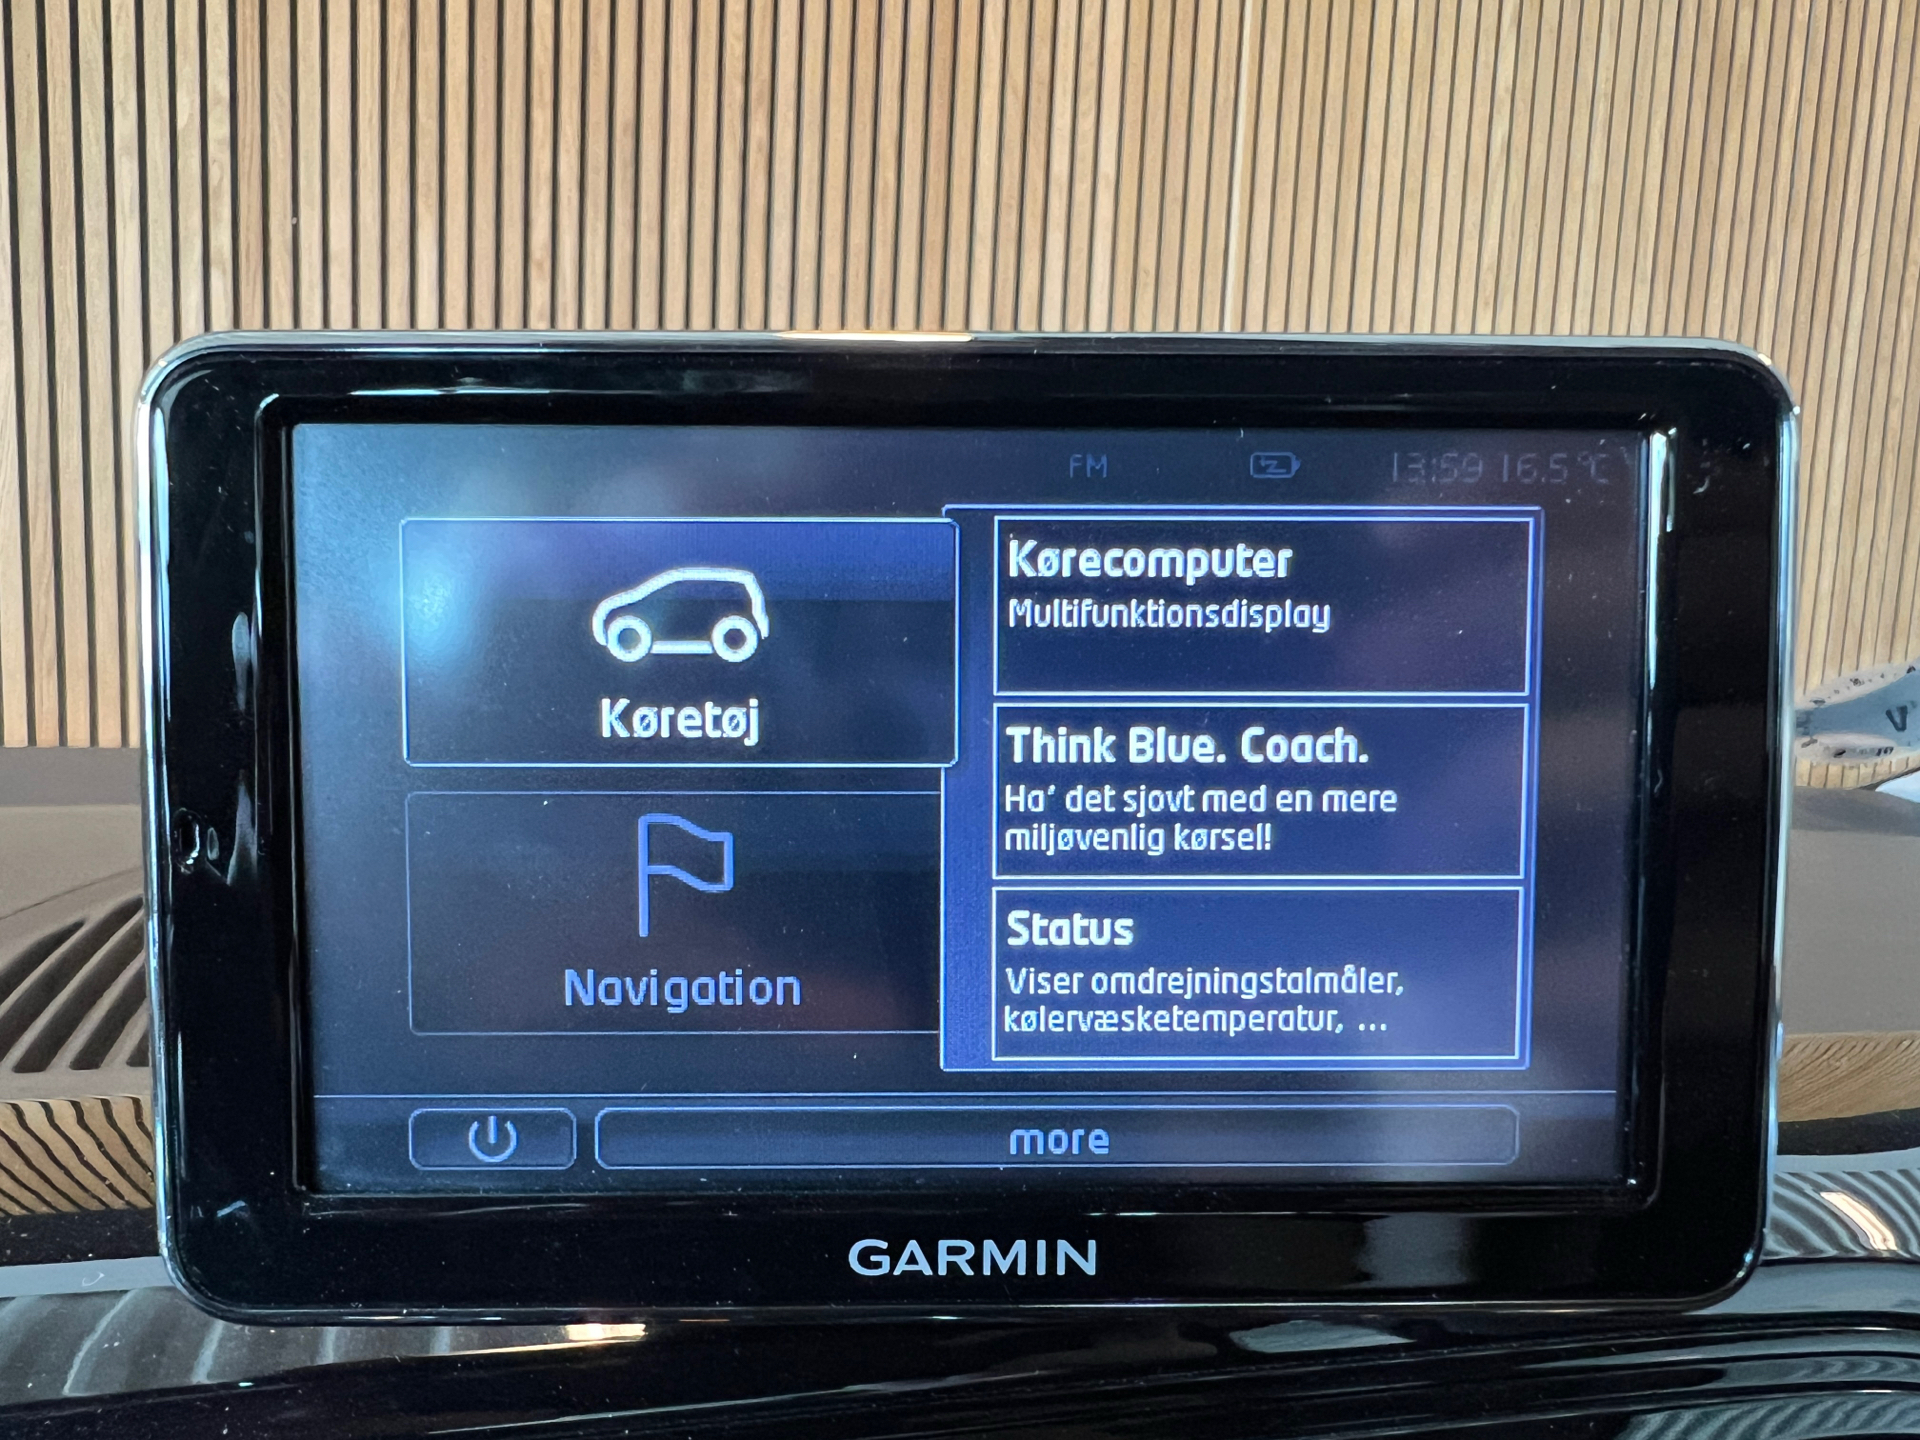 FM
13:59 16.5°C
Køretøj
Navigation
Kørecomputer
Multifunktionsdisplay
Think Blue. Coach.
Ha' det sjovt med en mere
miljøvenlig kørsel!
Status
Viser omdrejningstalmåler,
kølervæsketemperatur, ...
more
GARMIN